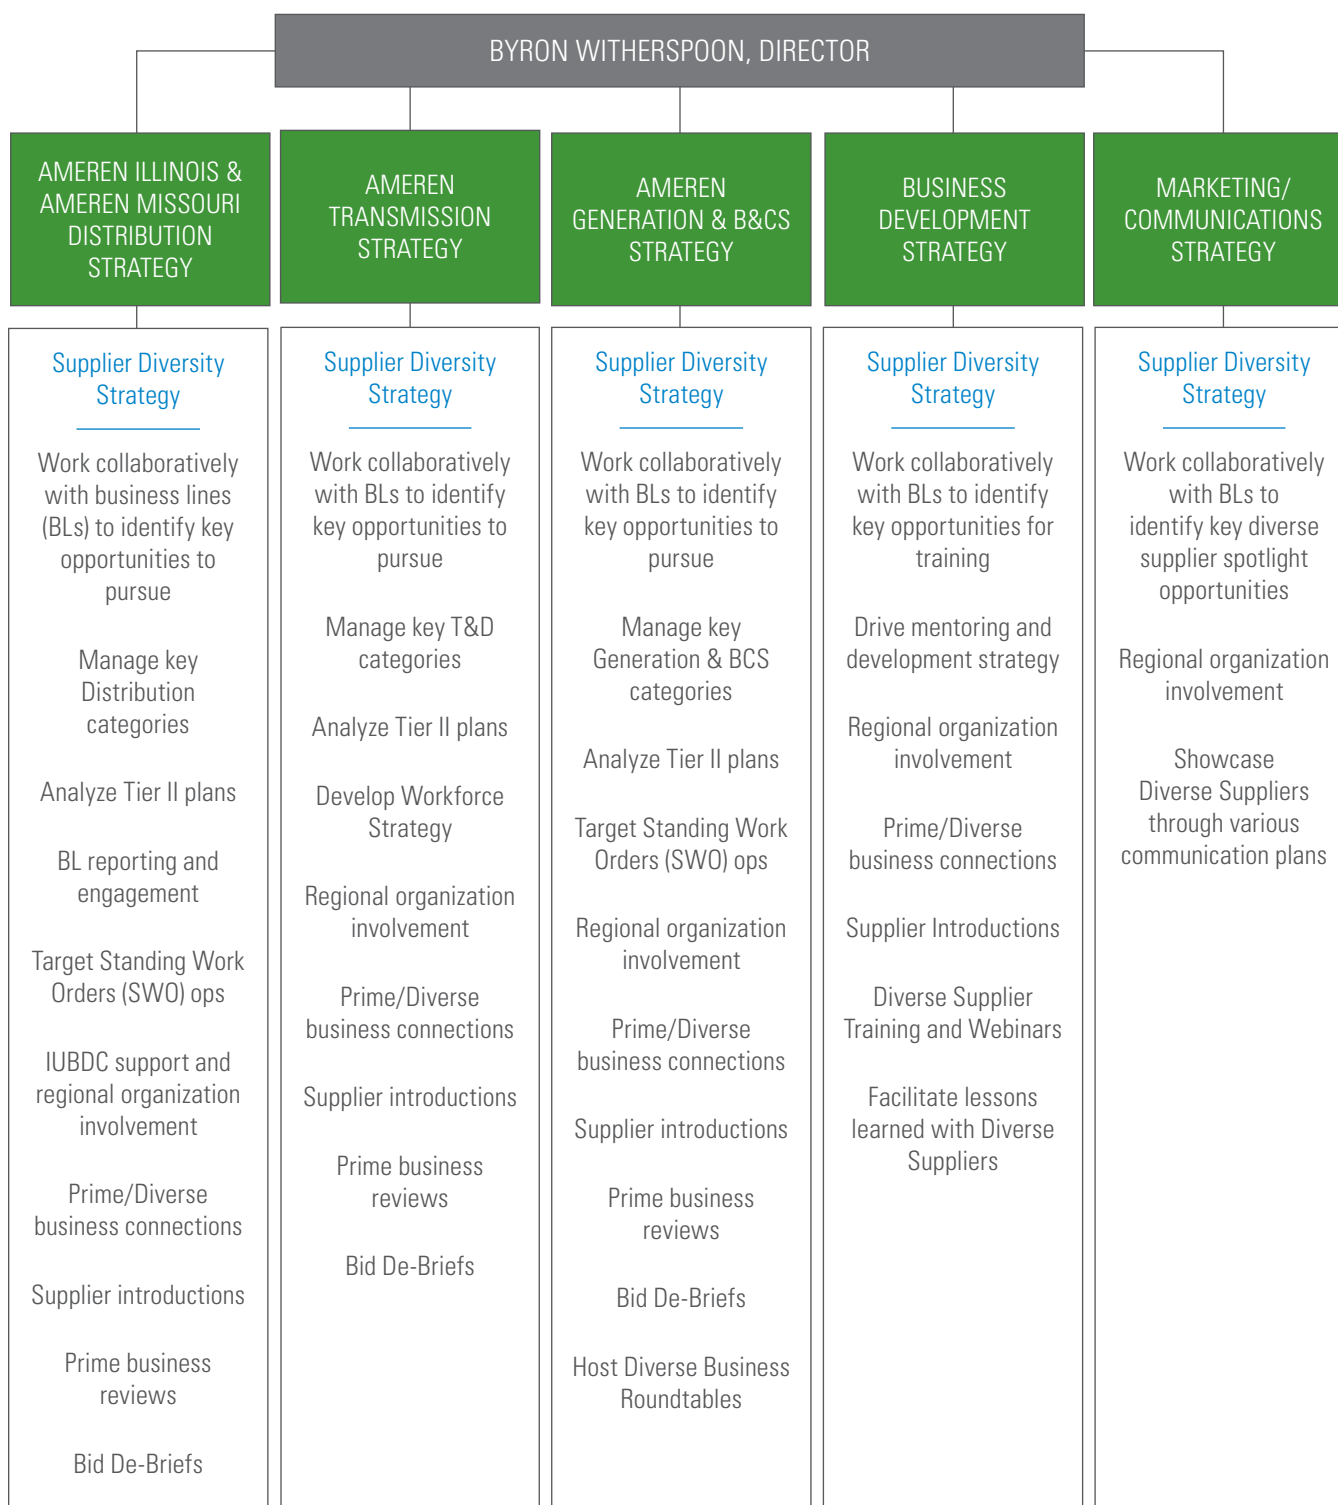 BYRON WITHERSPOON, DIRECTOR
AMEREN ILLINOIS &
AMEREN MISSOURI
DISTRIBUTION
STRATEGY
Supplier Diversity
Strategy
Work collaboratively
with business lines
(BLs) to identify key
opportunities to
pursue
Manage key
Distribution
categories
Analyze Tier II plans
BL reporting and
engagement
Target Standing Work
Orders (SWO) ops
IUBDC support and
regional organization
involvement
Prime/Diverse
business connections
Supplier introductions
Prime business
reviews
Bid De-Briefs
AMEREN
TRANSMISSION
STRATEGY
Supplier Diversity
Strategy
Work collaboratively
with BLs to identify
key opportunities to
pursue
Manage key T&D
categories
Analyze Tier II plans
Develop Workforce
Strategy
Regional organization
involvement
Prime/Diverse
business connections
Supplier introductions
Prime business
reviews
Bid De-Briefs
AMEREN
GENERATION & B&CS
STRATEGY
Supplier Diversity
Strategy
Work collaboratively
with BLs to identify
key opportunities to
pursue
Manage key
Generation & BCS
categories
Analyze Tier II plans
Target Standing Work
Orders (SWO) ops
Regional organization
involvement
Prime/Diverse
business connections
Supplier introductions
Prime business
reviews
Bid De-Briefs
Host Diverse Business
Roundtables
BUSINESS
DEVELOPMENT
STRATEGY
Supplier Diversity
Strategy
Work collaboratively
with BLs to identify
key opportunities for
training
Drive mentoring and
development strategy
Regional organization
involvement
Prime/Diverse
business connections
Supplier Introductions
Diverse Supplier
Training and Webinars
Facilitate lessons
learned with Diverse
Suppliers
MARKETING/
COMMUNICATIONS
STRATEGY
Supplier Diversity
Strategy
Work collaboratively
with BLs to
identify key diverse
supplier spotlight
opportunities
Regional organization
involvement
Showcase
Diverse Suppliers
through various
communication plans